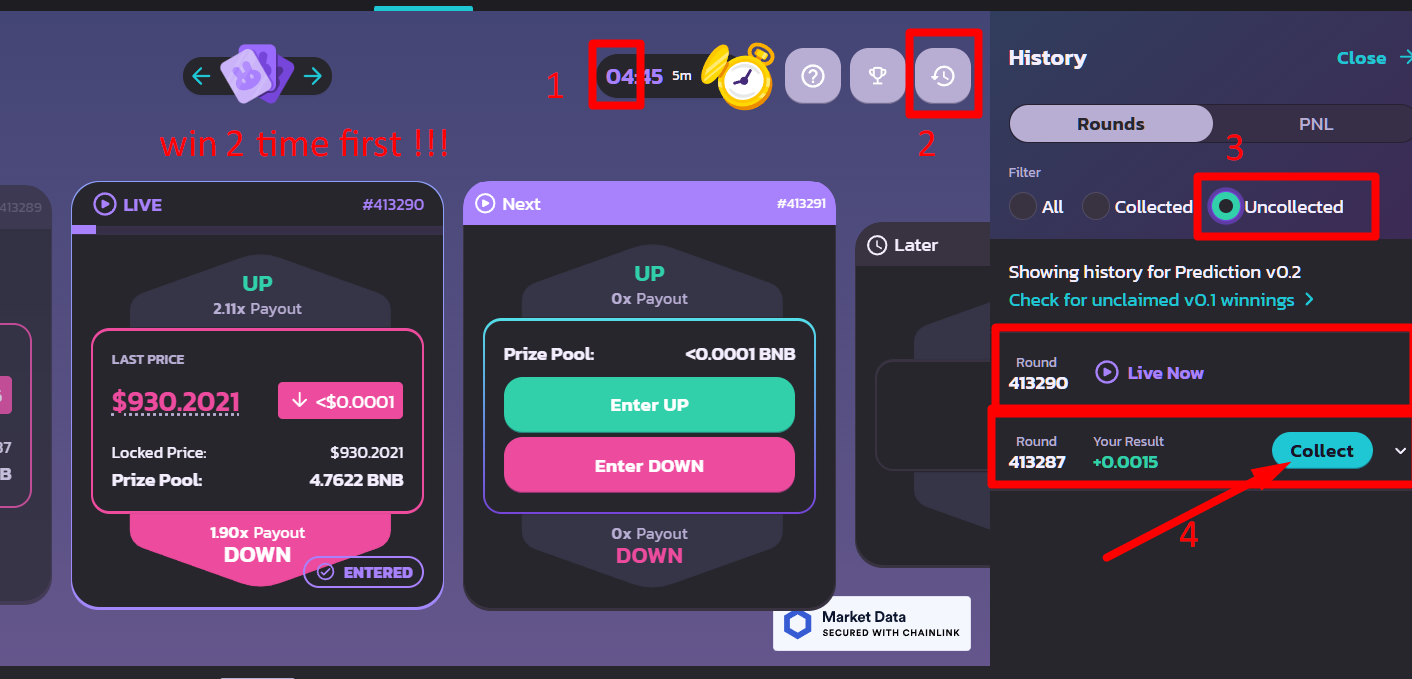 1
04:45 5m
2
win 2 time first !!!
413289
LIVE #413290
UP
2.11x Payout
LAST PRICE
$930.2021
<$0.0001
Locked Price: $930.2021
Prize Pool: 4.7622 BNB
1.90x Payout
DOWN
ENTERED
Next #413291
UP
0x Payout
Prize Pool: <0.0001 BNB
Enter UP
Enter DOWN
0x Payout
DOWN
Later
Market Data
SECURED WITH CHAINLINK
History Close
Rounds PNL
3
Filter
All Collected Uncollected
Showing history for Prediction v0.2
Check for unclaimed v0.1 winnings
Round
413290
Live Now
Round Your Result
413287 +0.0015
Collect
4